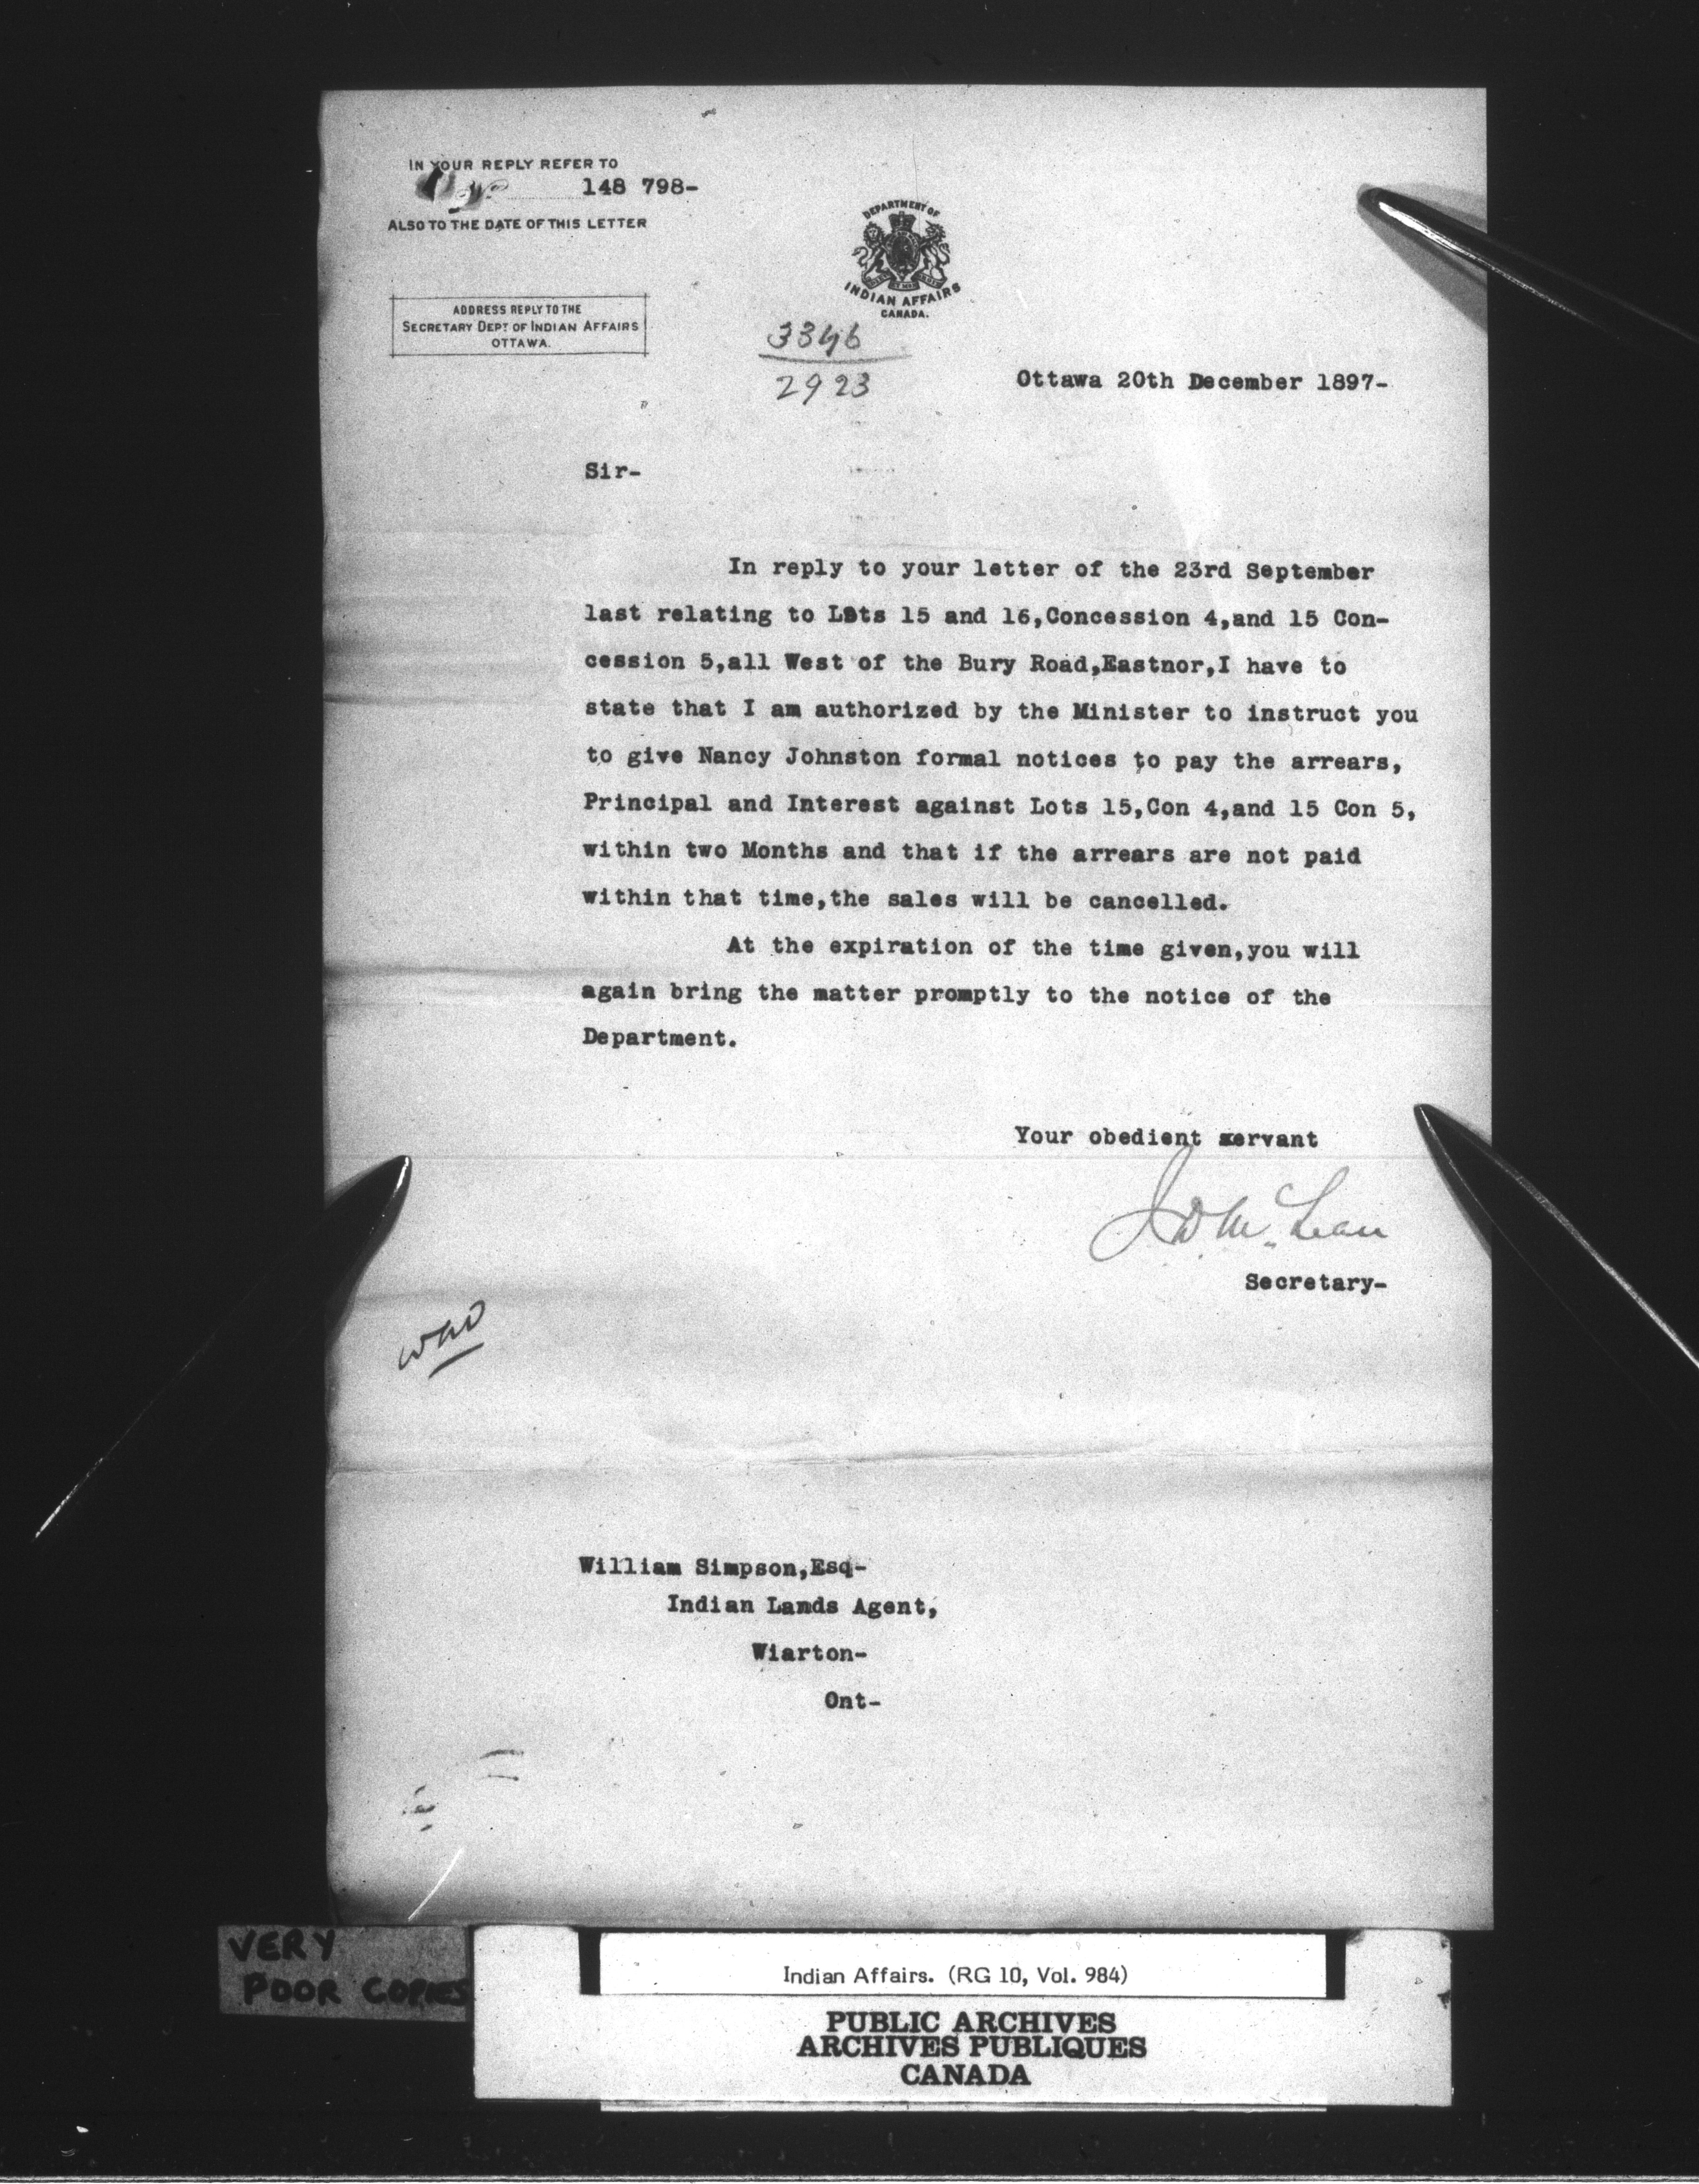 IN YOUR REPLY REFER TO
148 798-
ALSO TO THE DATE OF THIS LETTER
DEPARTMENT OF
INDIAN AFFAIRS
CANADA.
ADDRESS REPLY TO THE
SECRETARY DEPT OF INDIAN AFFAIRS
OTTAWA.
3346
2923
Ottawa 20th December 1897-
Sir-
In reply to your letter of the 23rd September
last relating to Lots 15 and 16,Concession 4,and 15 Con-
cession 5,all West of the Bury Road,Eastnor,I have to
state that I am authorized by the Minister to instruct you
to give Nancy Johnston formal notices to pay the arrears,
Principal and Interest against Lots 15,Con 4,and 15 Con 5,
within two Months and that if the arrears are not paid
within that time,the sales will be cancelled.
At the expiration of the time given,you will
again bring the matter promptly to the notice of the
Department.
Your obedient servant
J D McLean
Secretary-
William Simpson,Esq-
Indian Lands Agent,
Wiarton-
Ont-
VERY
POOR COPIES
Indian Affairs. (RG 10, Vol. 984)
PUBLIC ARCHIVES
ARCHIVES PUBLIQUES
CANADA